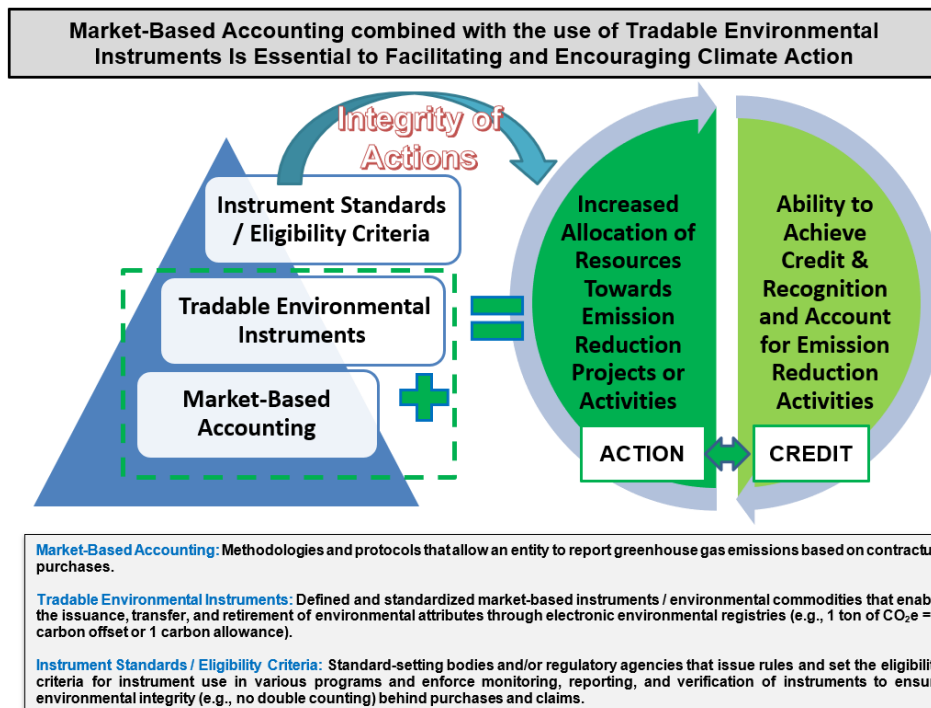 Market-Based Accounting combined with the use of Tradable Environmental
Instruments Is Essential to Facilitating and Encouraging Climate Action
Integrity of
Actions
Instrument Standards
/ Eligibility Criteria
Tradable Environmental
Instruments
Market-Based
Accounting
Increased
Allocation of
Resources
Towards
Emission
Reduction
Projects or
Activities
ACTION
Ability to
Achieve
Credit &
Recognition
and Account
for Emission
Reduction
Activities
CREDIT
Market-Based Accounting: Methodologies and protocols that allow an entity to report greenhouse gas emissions based on contractu
purchases.
Tradable Environmental Instruments: Defined and standardized market-based instruments / environmental commodities that enab
the issuance, transfer, and retirement of environmental attributes through electronic environmental registries (e.g., 1 ton of CO₂e =
carbon offset or 1 carbon allowance).
Instrument Standards / Eligibility Criteria: Standard-setting bodies and/or regulatory agencies that issue rules and set the eligibilit
criteria for instrument use in various programs and enforce monitoring, reporting, and verification of instruments to ensur
environmental integrity (e.g., no double counting) behind purchases and claims.